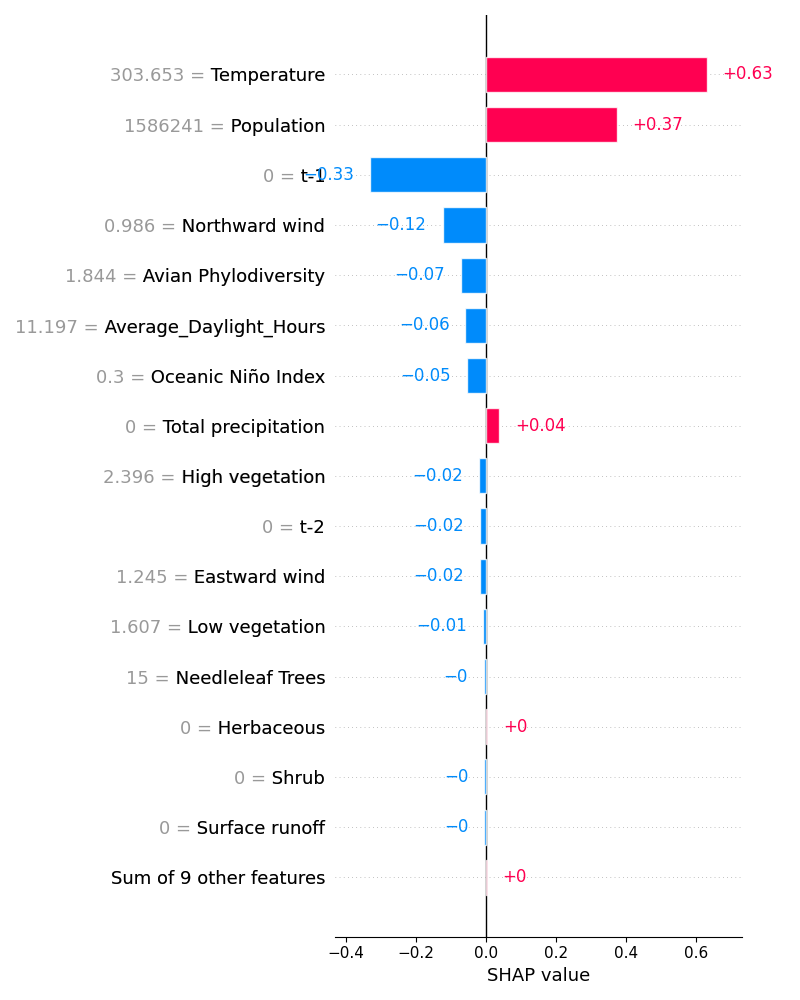 303.653 = Temperature +0.63
1586241 = Population +0.37
0 = t-1 −0.33
0.986 = Northward wind −0.12
1.844 = Avian Phylodiversity −0.07
11.197 = Average_Daylight_Hours −0.06
0.3 = Oceanic Niño Index −0.05
0 = Total precipitation +0.04
2.396 = High vegetation −0.02
0 = t-2 −0.02
1.245 = Eastward wind −0.02
1.607 = Low vegetation −0.01
15 = Needleleaf Trees −0
0 = Herbaceous +0
0 = Shrub −0
0 = Surface runoff −0
Sum of 9 other features +0
−0.4 −0.2 0.0 0.2 0.4 0.6
SHAP value